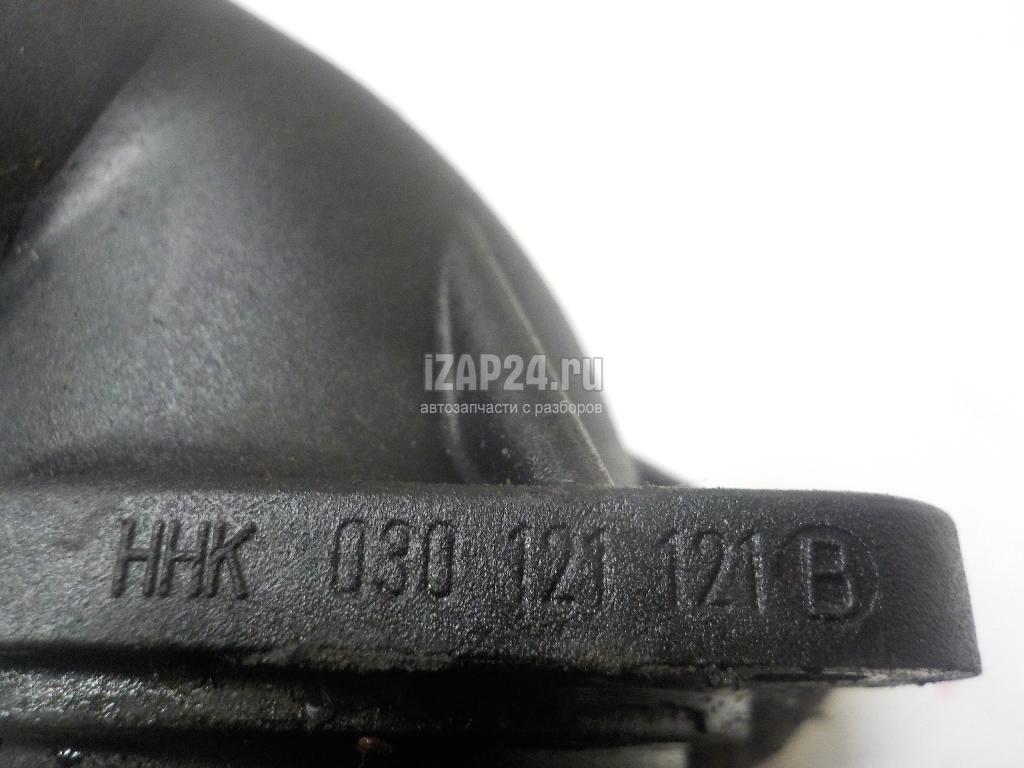 iZAP24.ru
автозапчасти с разборов
HHK 030 121 121 B